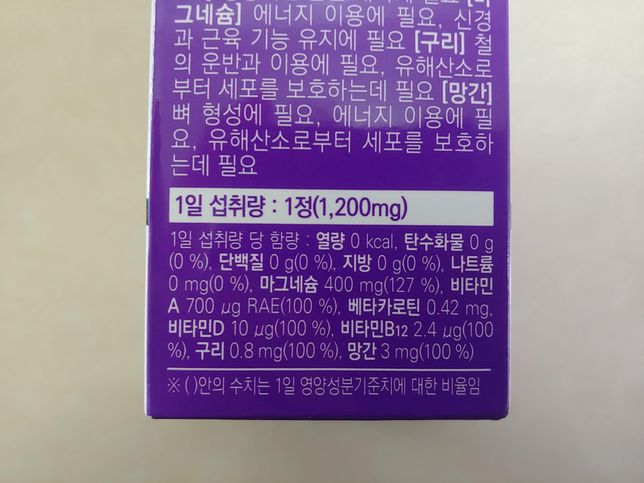 그네슘] 에너지 이용에 필요, 신경
과 근육 기능 유지에 필요 [구리] 철
의 운반과 이용에 필요, 유해산소로
부터 세포를 보호하는데 필요 [망간]
뼈 형성에 필요, 에너지 이용에 필
요, 유해산소로부터 세포를 보호하
는데 필요
1일 섭취량 : 1정(1,200mg)
1일 섭취량 당 함량 : 열량 0 kcal, 탄수화물 0 g
(0 %), 단백질 0 g(0 %), 지방 0 g(0 %), 나트륨
0 mg(0 %), 마그네슘 400 mg(127 %), 비타민
A 700 µg RAE(100 %), 베타카로틴 0.42 mg,
비타민D 10 µg(100 %), 비타민B12 2.4 µg(100
%), 구리 0.8 mg(100 %), 망간 3 mg(100 %)
※ ( )안의 수치는 1일 영양성분기준치에 대한 비율임